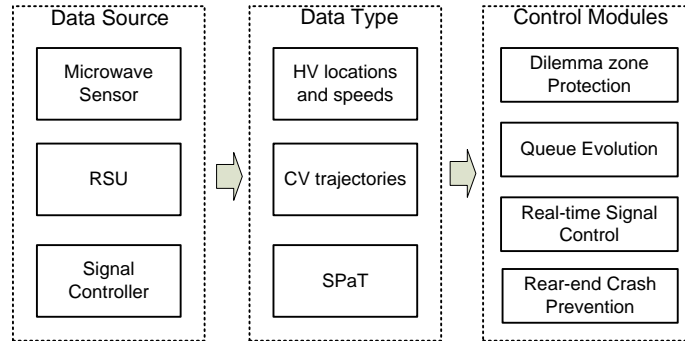 Data Source
Microwave
Sensor
RSU
Signal
Controller
Data Type
HV locations
and speeds
CV trajectories
SPaT
Control Modules
Dilemma zone
Protection
Queue Evolution
Real-time Signal
Control
Rear-end Crash
Prevention